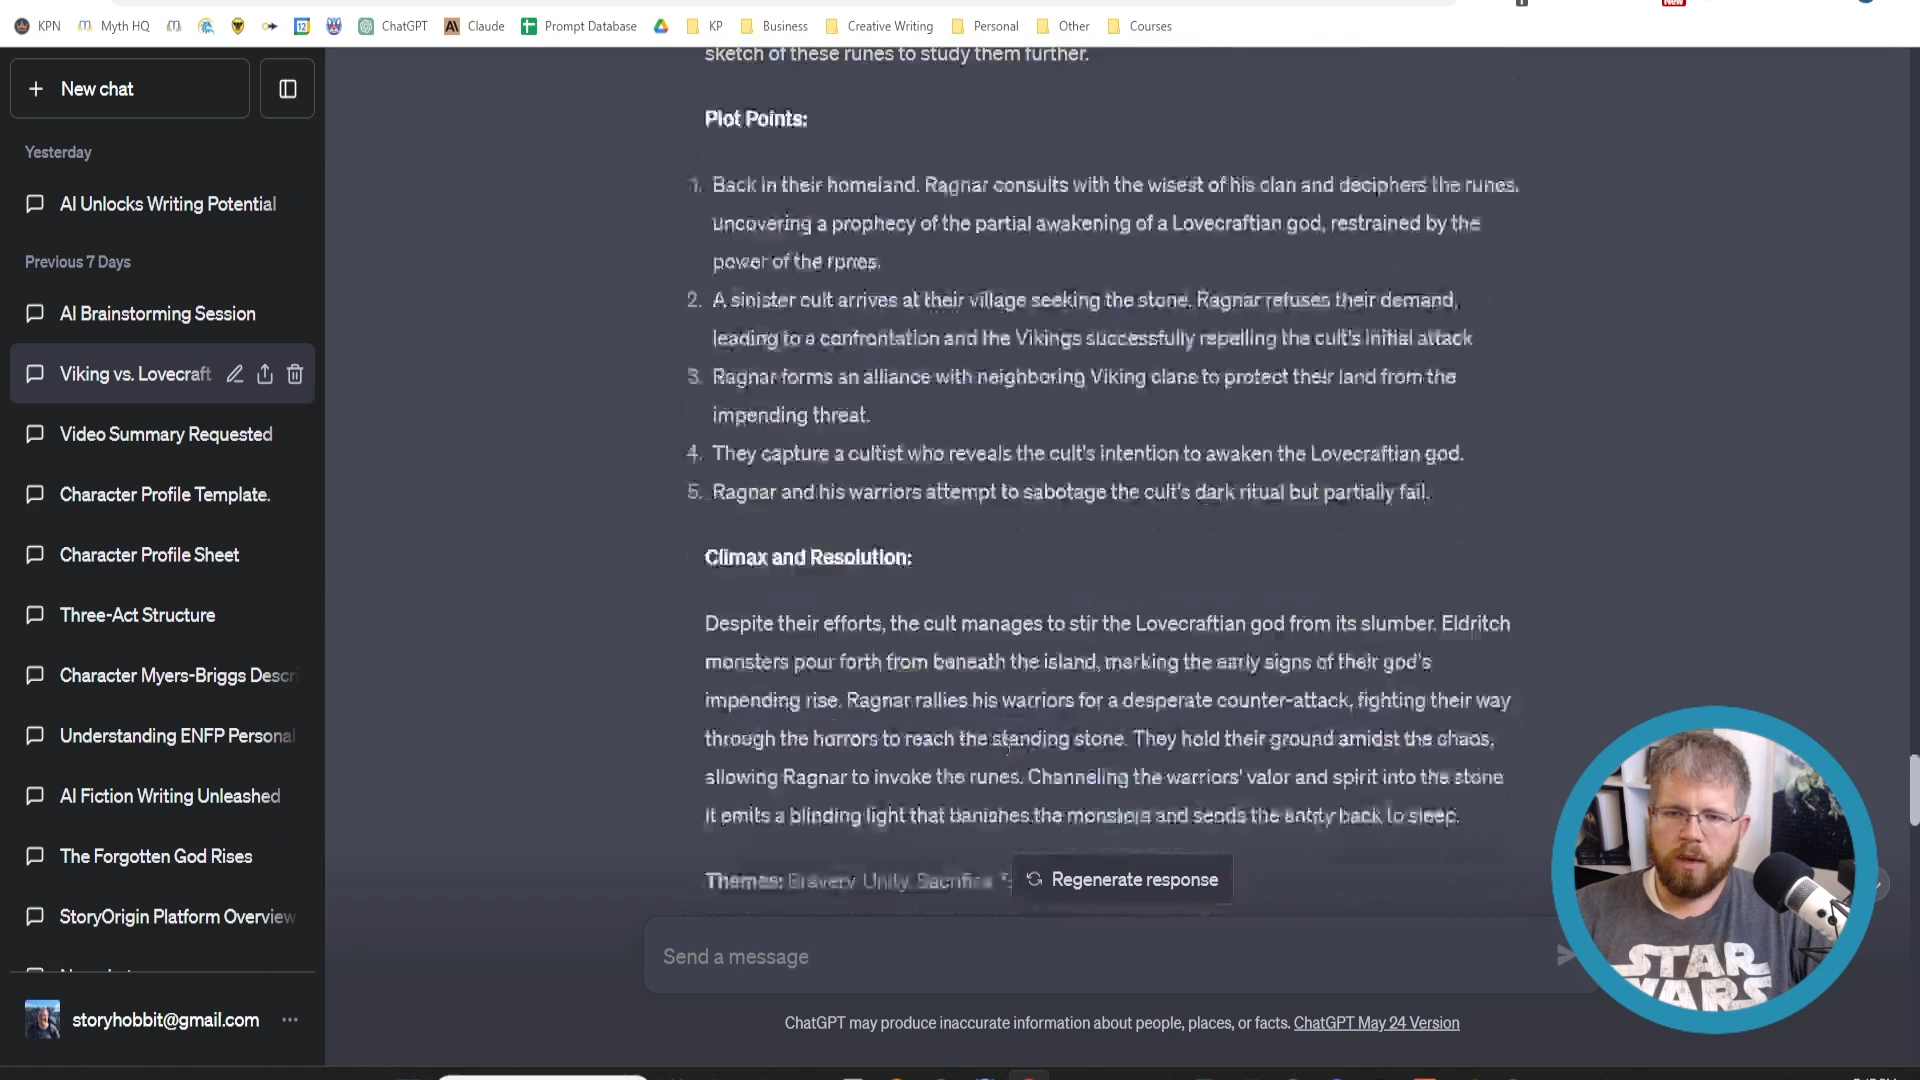 KPN
Myth HQ
12
ChatGPT
Claude
Prompt Database
KP
Business
Creative Writing
Personal
Other
Courses
New
New chat
Yesterday
AI Unlocks Writing Potential
Previous 7 Days
AI Brainstorming Session
Viking vs. Lovecraft
Video Summary Requested
Character Profile Template.
Character Profile Sheet
Three-Act Structure
Character Myers-Briggs Descri
Understanding ENFP Personal
AI Fiction Writing Unleashed
The Forgotten God Rises
StoryOrigin Platform Overview
storyhobbit@gmail.com
sketch of these runes to study them further.
Plot Points:
1. Back in their homeland, Ragnar consults with the wisest of his clan and deciphers the runes,
uncovering a prophecy of the partial awakening of a Lovecraftian god, restrained by the
power of the runes.
2. A sinister cult arrives at their village seeking the stone. Ragnar refuses their demand,
leading to a confrontation and the Vikings successfully repelling the cult's initial attack
3. Ragnar forms an alliance with neighboring Viking clans to protect their land from the
impending threat.
4. They capture a cultist who reveals the cult's intention to awaken the Lovecraftian god.
5. Ragnar and his warriors attempt to sabotage the cult's dark ritual but partially fail.
Climax and Resolution:
Despite their efforts, the cult manages to stir the Lovecraftian god from its slumber. Eldritch
monsters pour forth from beneath the island, marking the early signs of their god's
impending rise. Ragnar rallies his warriors for a desperate counter-attack, fighting their way
through the horrors to reach the standing stone. They hold their ground amidst the chaos,
allowing Ragnar to invoke the runes. Channeling the warriors' valor and spirit into the stone
it emits a blinding light that banishes the monsters and sends the entity back to sleep.
Themes: Bravery, Unity, Sacrifice
Regenerate response
Send a message
ChatGPT may produce inaccurate information about people, places, or facts. ChatGPT May 24 Version
STAR
WARS